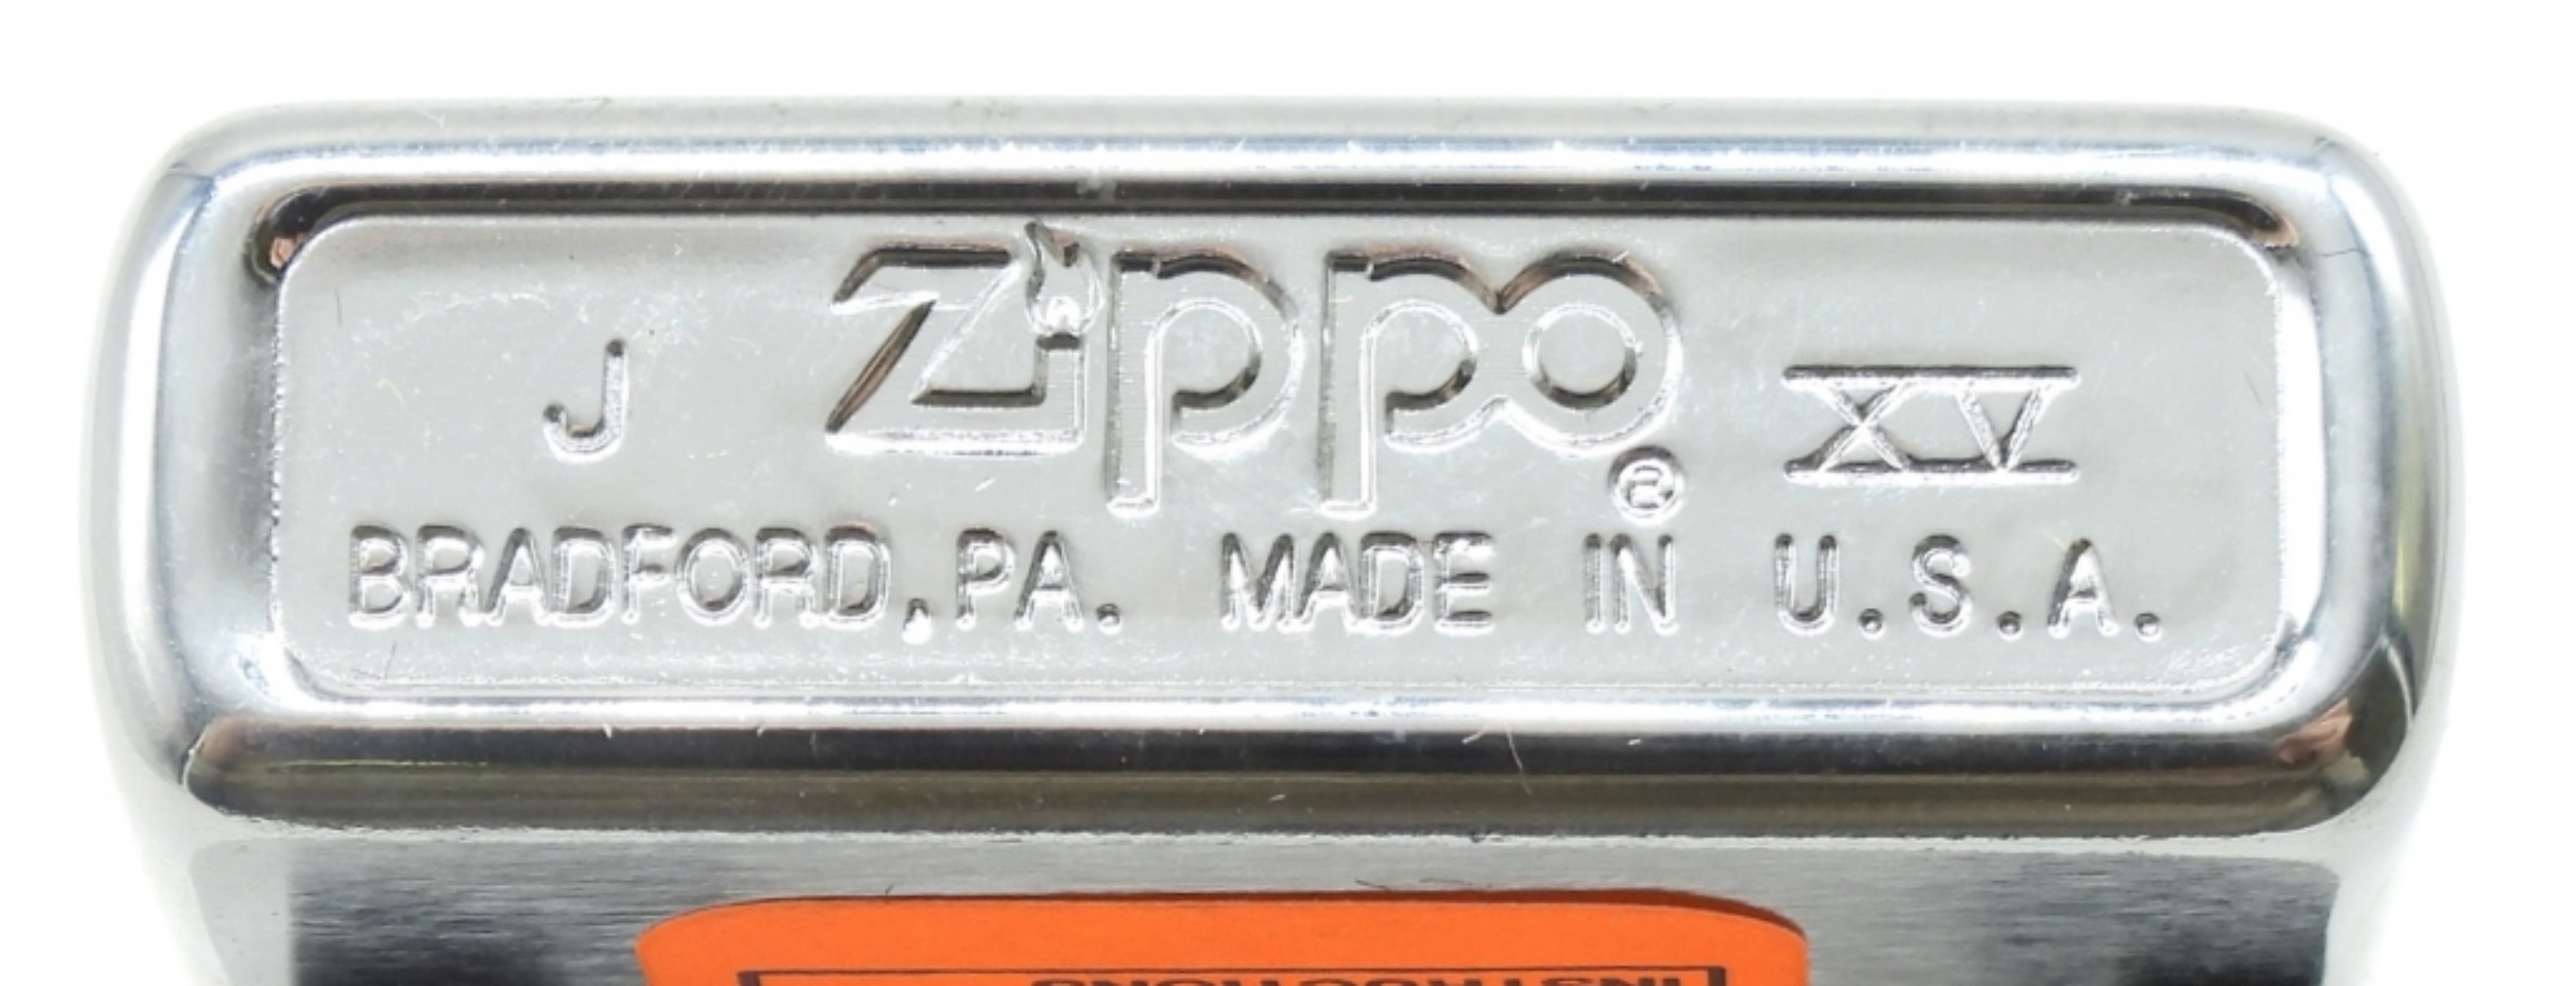 J Zippo® XV
BRADFORD, PA. MADE IN U.S.A.